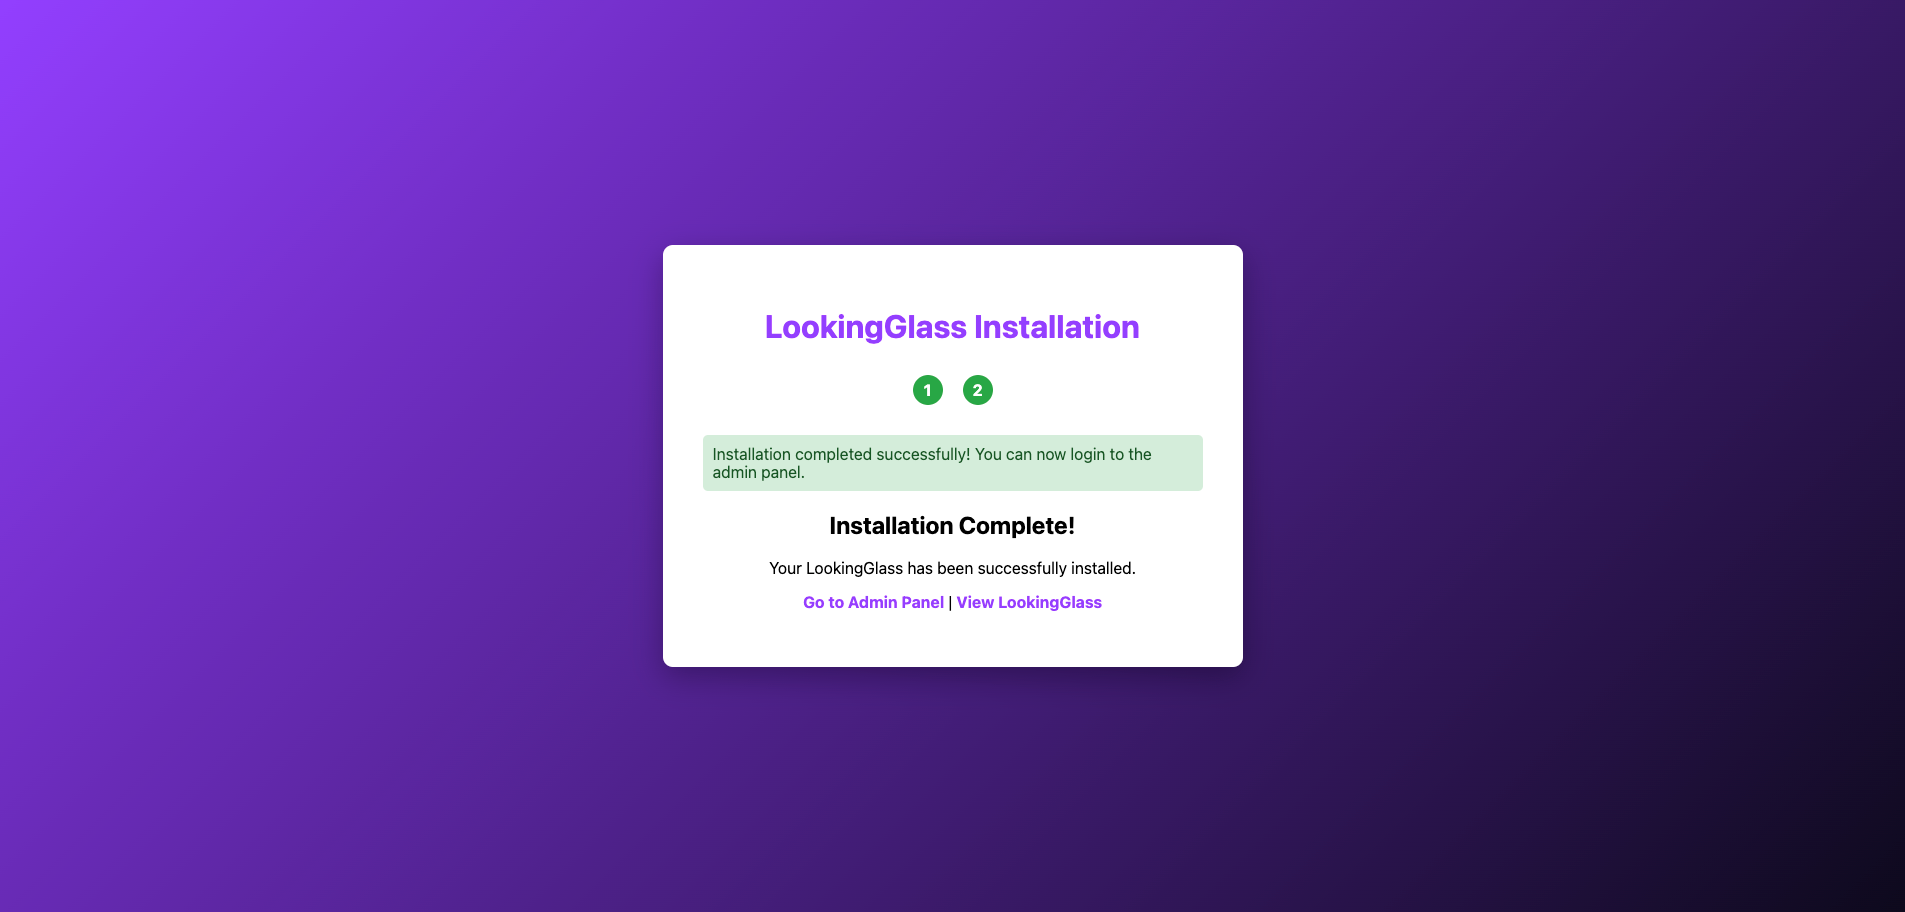 LookingGlass Installation
1 2
Installation completed successfully! You can now login to the
admin panel.
Installation Complete!
Your LookingGlass has been successfully installed.
Go to Admin Panel | View LookingGlass